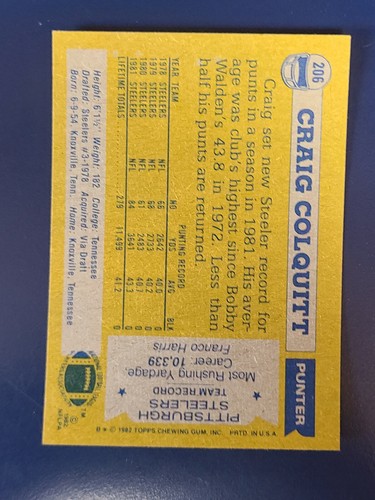 206
CRAIG COLQUITT
PUNTER
Craig set new Steeler record for
punts in a season in 1981. His aver-
age was club's highest since Bobby
Walden's 43.8 in 1972. Less than
half his punts are returned.
PITTSBURGH
STEELERS
TEAM RECORD
Most Rushing Yardage,
Career: 10,339
Franco Harris
PUNTING RECORD
YEAR TEAM NO YDS AVG BLK
1978 STEELERS NFL 66 2642 40.0
1979 STEELERS NFL 68 2733 40.2
1980 STEELERS NFL 61 2483 40.7
1981 STEELERS NFL 84 3641 43.3
LIFETIME TOTALS 279 11,499 41.2
Height: 6'1½" Weight: 182 College: Tennessee
Drafted: Steelers #3-1978 Acquired: Via Draft
Born: 6-9-54, Knoxville, Tenn. Home: Knoxville, Tennessee
© 1982 TOPPS CHEWING GUM, INC. PRTD. IN U.S.A.
TM
© 1982
NFLPA